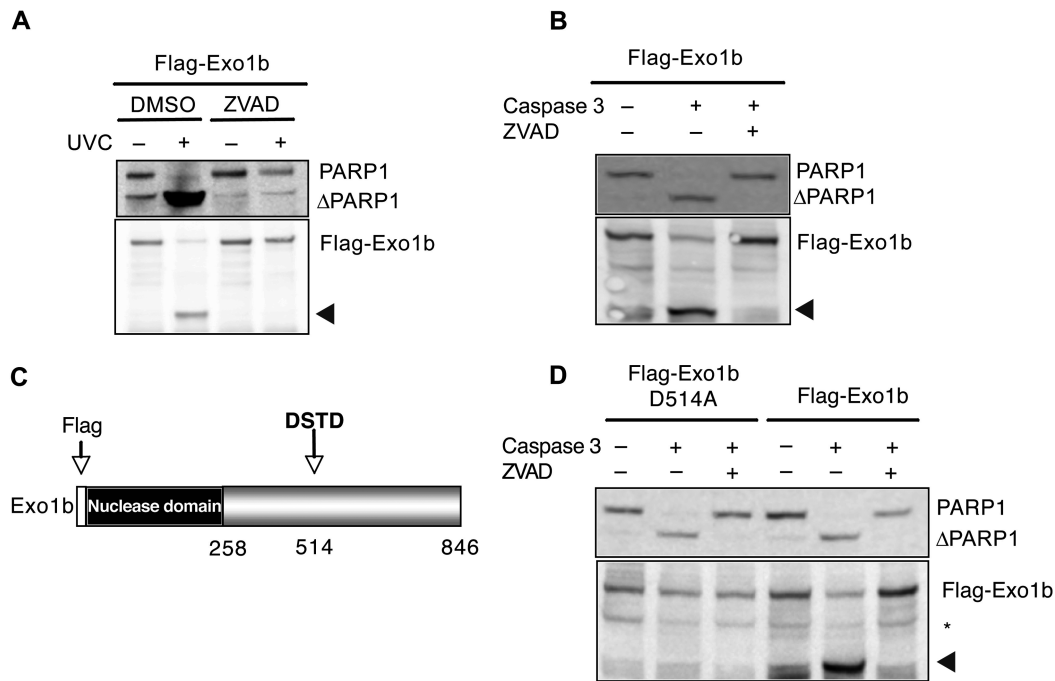 A
Flag-Exo1b
DMSO ZVAD
UVC – + – +
PARP1
ΔPARP1
Flag-Exo1b
B
Flag-Exo1b
Caspase 3 – + +
ZVAD – – +
PARP1
ΔPARP1
Flag-Exo1b
C
Flag
DSTD
Exo1b Nuclease domain
258 514 846
D
Flag-Exo1b
D514A
Flag-Exo1b
Caspase 3 – + + – + +
ZVAD – – + – – +
PARP1
ΔPARP1
Flag-Exo1b
*